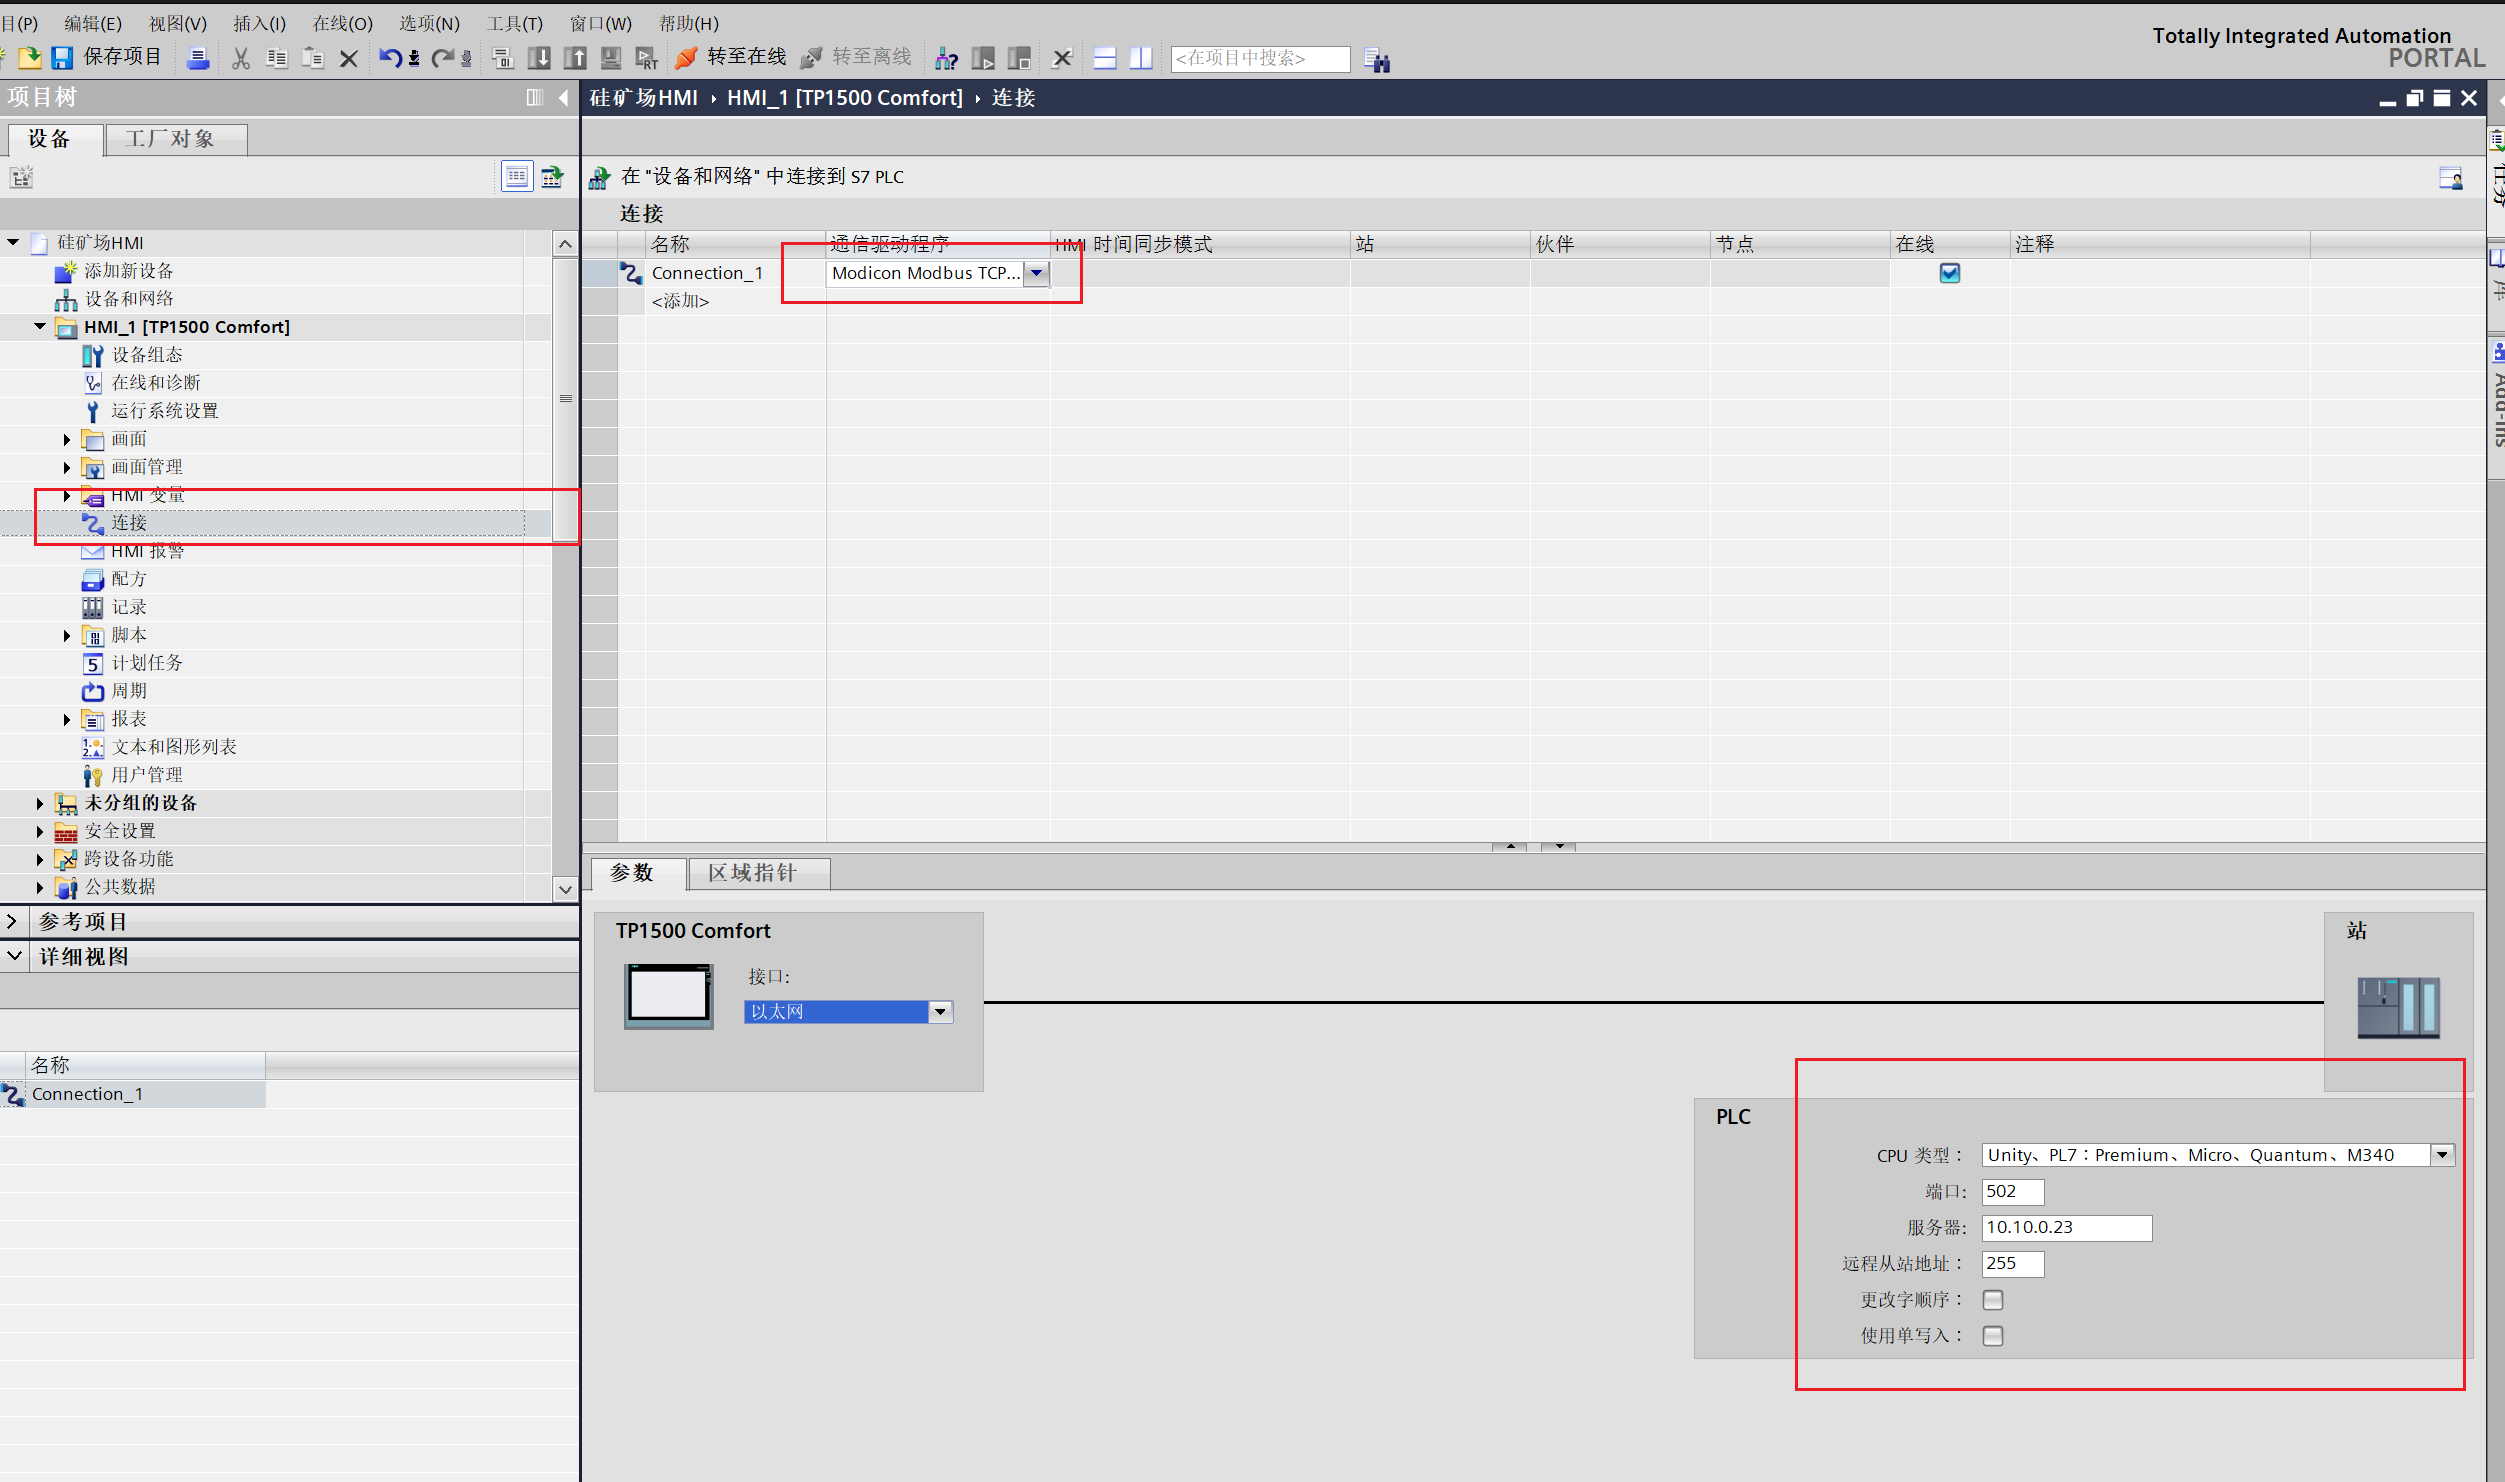 目(P) 编辑(E) 视图(V) 插入(I) 在线(O) 选项(N) 工具(T) 窗口(W) 帮助(H)
Totally Integrated Automation
PORTAL
保存项目 转至在线 转至离线 <在项目中搜索>
项目树
硅矿场HMI HMI_1 [TP1500 Comfort] 连接
设备 工厂对象
在 "设备和网络" 中连接到 S7 PLC
连接
名称 通信驱动程序 HMI 时间同步模式 站 伙伴 节点 在线 注释
Connection_1 Modicon Modbus TCP...
<添加>
硅矿场HMI
添加新设备
设备和网络
HMI_1 [TP1500 Comfort]
设备组态
在线和诊断
运行系统设置
画面
画面管理
HMI 变量
连接
HMI 报警
配方
记录
脚本
计划任务
周期
报表
文本和图形列表
用户管理
未分组的设备
安全设置
跨设备功能
公共数据
参考项目
详细视图
名称
Connection_1
参数 区域指针
TP1500 Comfort
接口:
以太网
站
PLC
CPU 类型: Unity、PL7:Premium、Micro、Quantum、M340
端口: 502
服务器: 10.10.0.23
远程从站地址: 255
更改字顺序:
使用单写入:
任务
库
Add-Ins